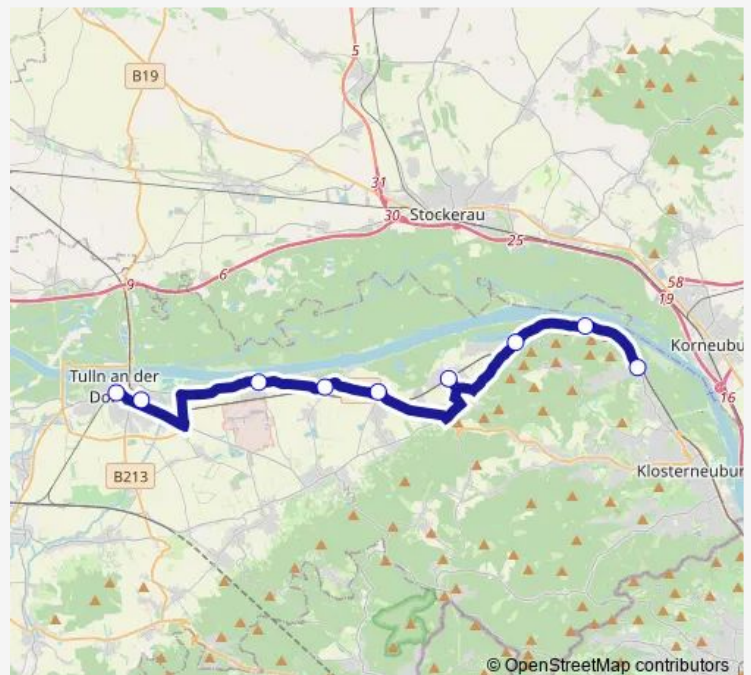 5
B19
31
30
Stockerau
25
9
6
58
19
Korneubu
Tulln an der
Do
16
B213
Klosterneubur
© OpenStreetMap contributors